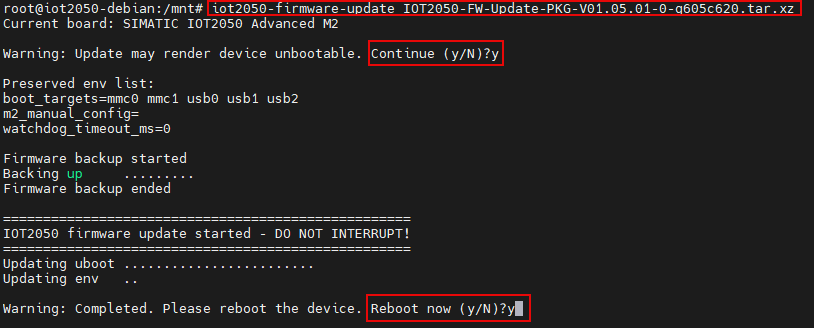 root@iot2050-debian:/mnt# iot2050-firmware-update IOT2050-FW-Update-PKG-V01.05.01-0-g605c620.tar.xz
Current board: SIMATIC IOT2050 Advanced M2
Warning: Update may render device unbootable. Continue (y/N)?y
Preserved env list:
boot_targets=mmc0 mmc1 usb0 usb1 usb2
m2_manual_config=
watchdog_timeout_ms=0
Firmware backup started
Backing up     .........
Firmware backup ended
===================================================
IOT2050 firmware update started - DO NOT INTERRUPT!
===================================================
Updating uboot ........................
Updating env   ..
Warning: Completed. Please reboot the device. Reboot now (y/N)?y